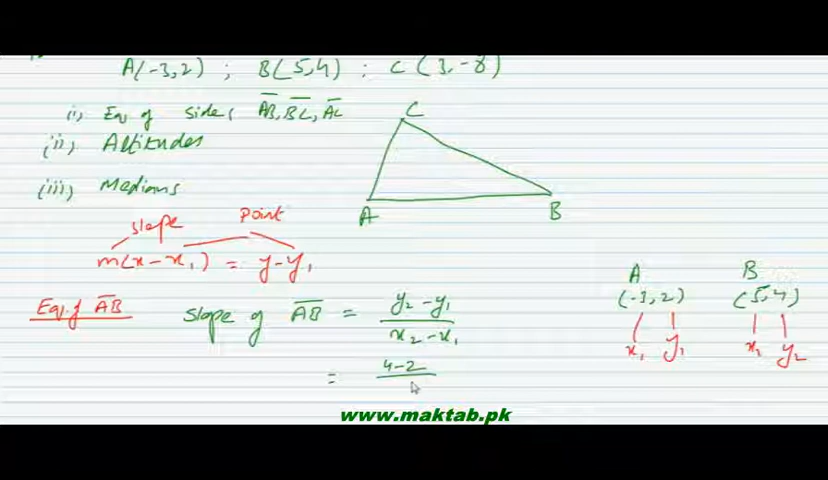 A(-3,2) ; B(5,4) ; C(3,-8)
(i) Eq of sides AB, BC, AC
(ii) Altitudes
(iii) Medians
C
A
B
slope Point
m(x-x₁) = y-y₁
Eq. of AB
Slope of AB = y₂-y₁ / x₂-x₁
= 4-2
A B
(-3,2) (5,4)
x₁ y₁ x₂ y₂
www.maktab.pk